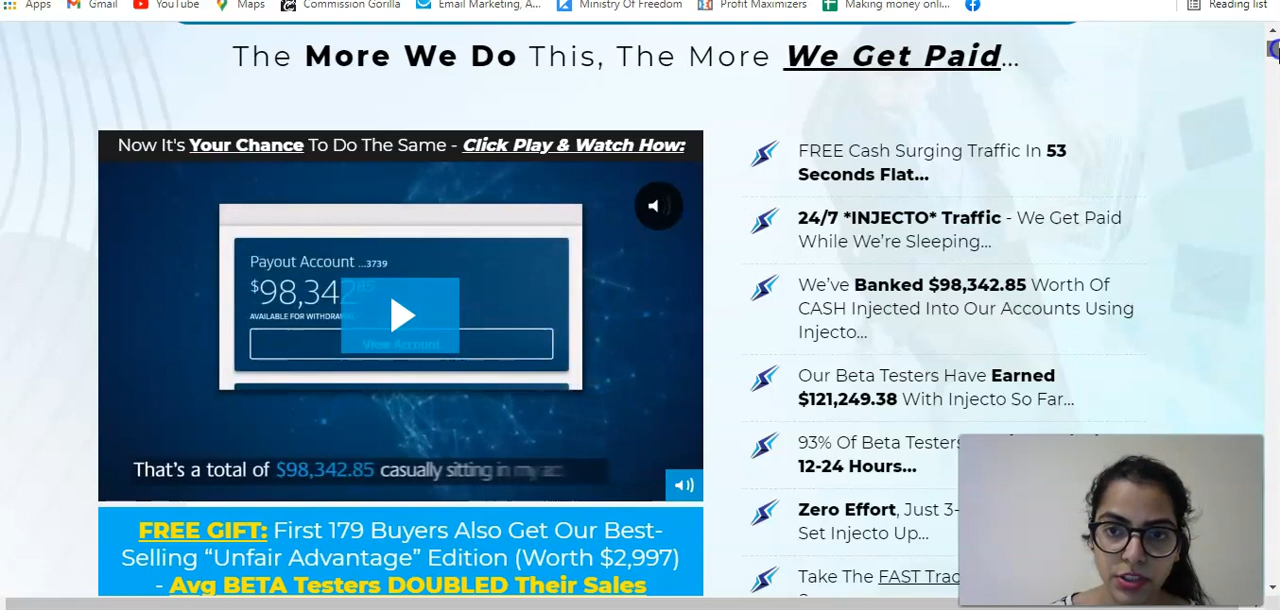 Apps Gmail YouTube Maps Commission Gorilla Email Marketing, A... Ministry Of Freedom Profit Maximizers Making money onli... Reading list
The More We Do This, The More We Get Paid...
Now It's Your Chance To Do The Same - Click Play & Watch How:
Payout Account ...3739
$98,342.85
AVAILABLE FOR WITHDRAWAL
View Account
That's a total of $98,342.85 casually sitting in my
FREE GIFT: First 179 Buyers Also Get Our Best-
Selling “Unfair Advantage” Edition (Worth $2,997)
- Avg BETA Testers DOUBLED Their Sales
FREE Cash Surging Traffic In 53
Seconds Flat...
24/7 *INJECTO* Traffic - We Get Paid
While We’re Sleeping...
We’ve Banked $98,342.85 Worth Of
CASH Injected Into Our Accounts Using
Injecto...
Our Beta Testers Have Earned
$121,249.38 With Injecto So Far...
93% Of Beta Testers
12-24 Hours...
Zero Effort, Just 3-
Set Injecto Up...
Take The FAST